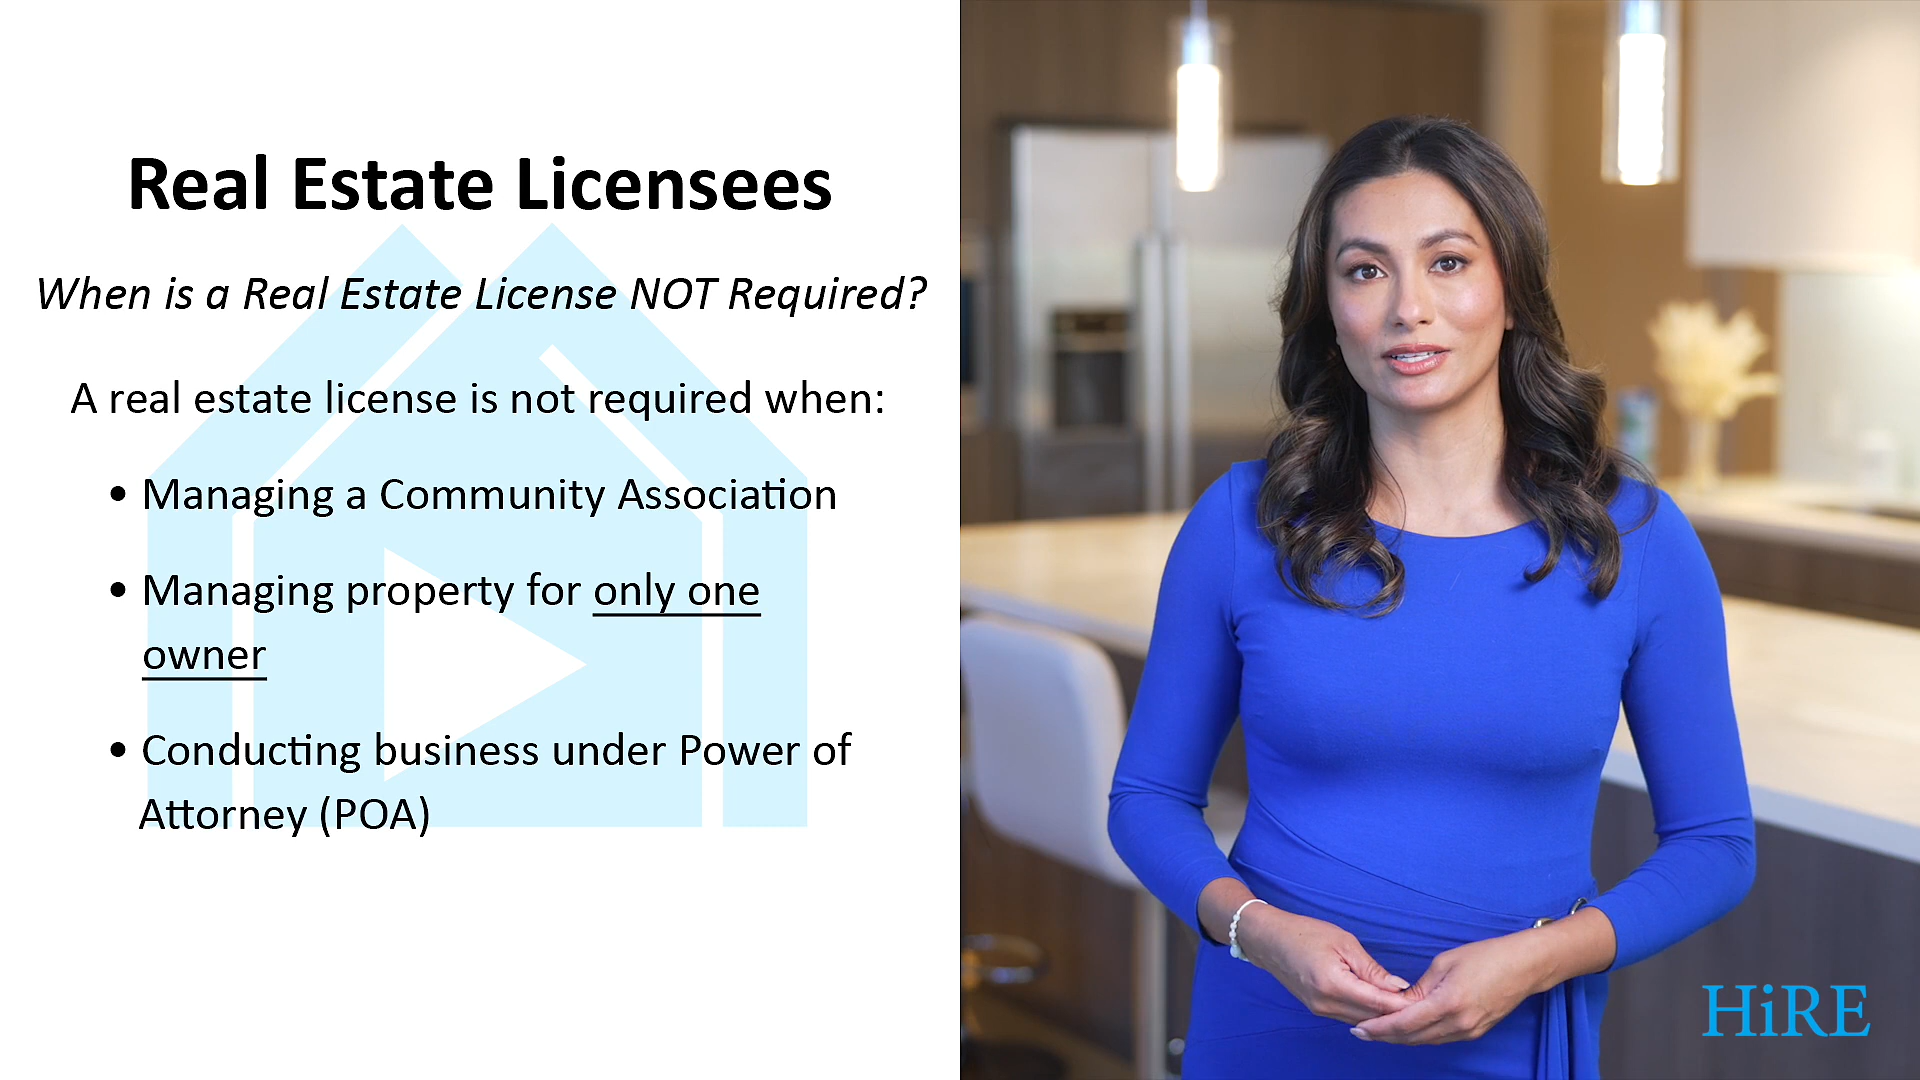 Real Estate Licensees
When is a Real Estate License NOT Required?
A real estate license is not required when:
• Managing a Community Association
• Managing property for only one
owner
• Conducting business under Power of
Attorney (POA)
HiRE